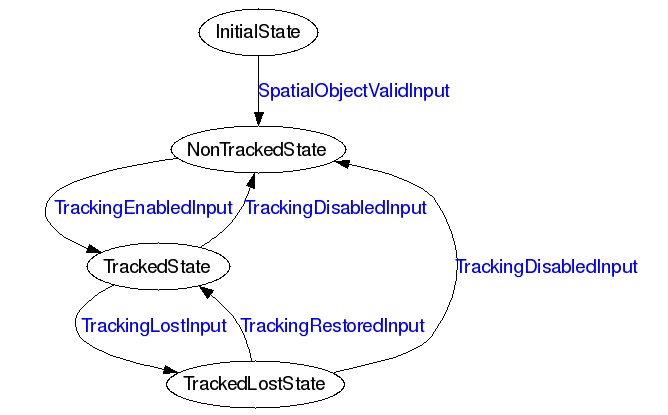 InitialState
SpatialObjectValidInput
NonTrackedState
TrackingEnabledInput
TrackingDisabledInput
TrackedState
TrackingDisabledInput
TrackingLostInput
TrackingRestoredInput
TrackedLostState